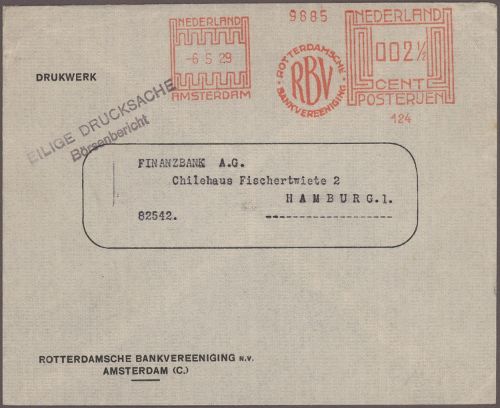 9885
NEDERLAND
-6.5.29
AMSTERDAM
ROTTERDAMSCHE
RBV
BANKVEREENIGING
NEDERLAND
002½
CENT
POSTERIJEN
124
DRUKWERK
EILIGE DRUCKSACHE
Börsenbericht
FINANZBANK A.G.
Chilehaus Fischertwiete 2
HAMBURG.1.
82542.
ROTTERDAMSCHE BANKVEREENIGING N.V.
AMSTERDAM (C.)